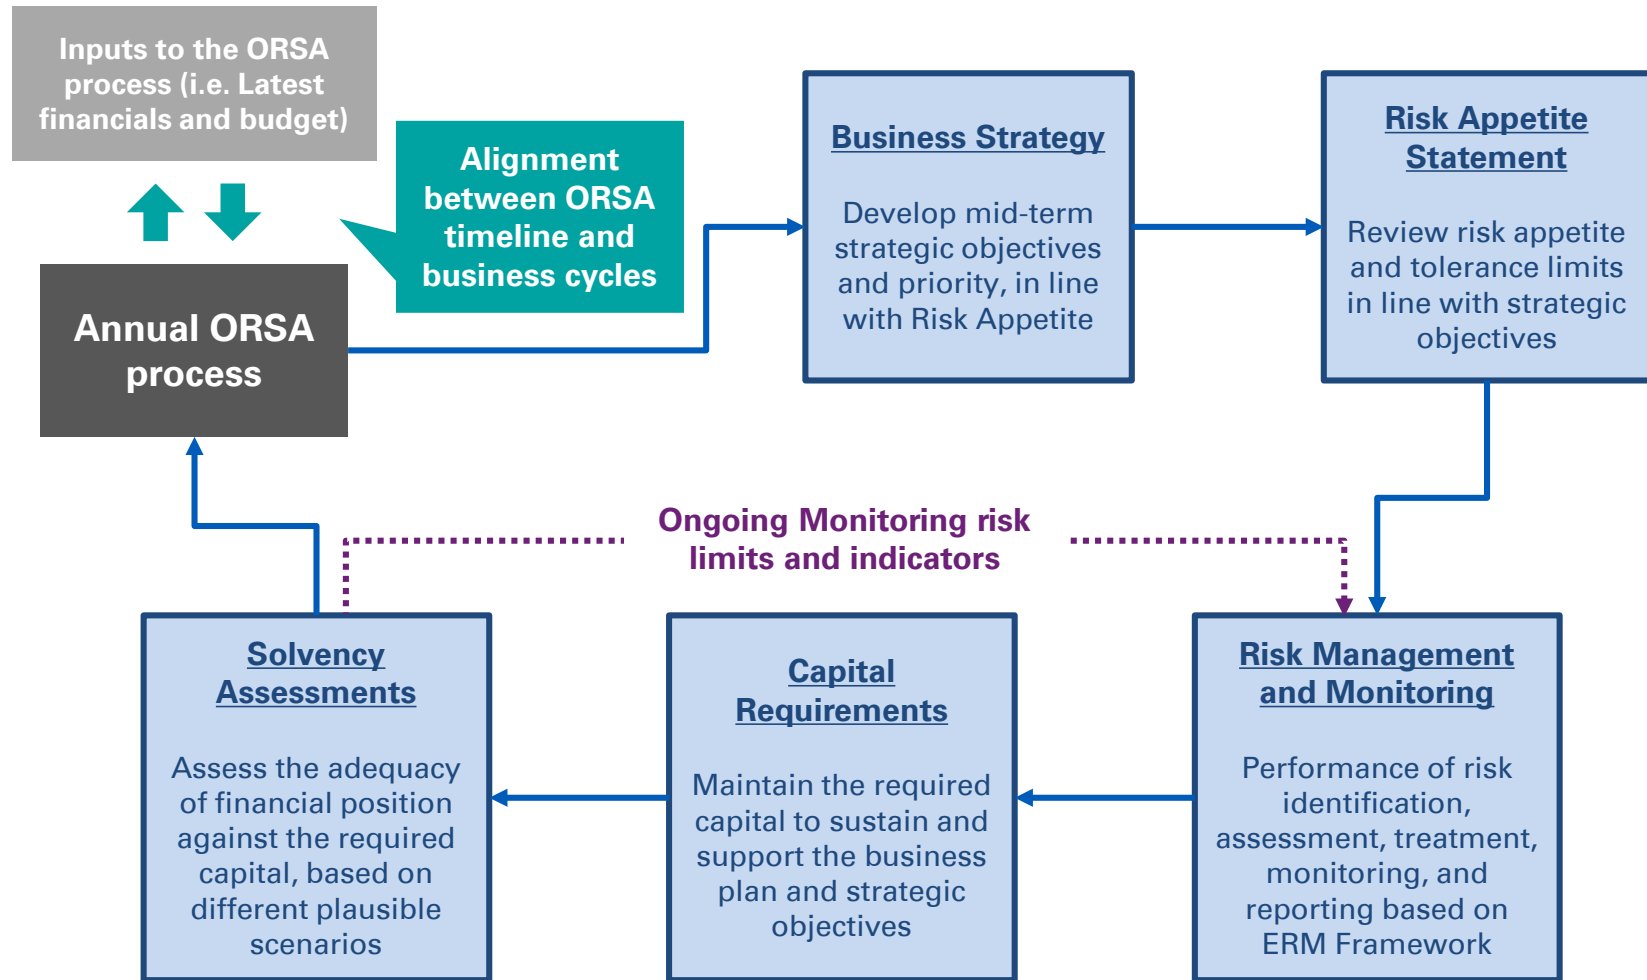 Inputs to the ORSA
process (i.e. Latest
financials and budget)
Alignment
between ORSA
timeline and
business cycles
Annual ORSA
process
Business Strategy
Develop mid-term
strategic objectives
and priority, in line
with Risk Appetite
Risk Appetite
Statement
Review risk appetite
and tolerance limits
in line with strategic
objectives
Ongoing Monitoring risk
limits and indicators
Solvency
Assessments
Assess the adequacy
of financial position
against the required
capital, based on
different plausible
scenarios
Capital
Requirements
Maintain the required
capital to sustain and
support the business
plan and strategic
objectives
Risk Management
and Monitoring
Performance of risk
identification,
assessment, treatment,
monitoring, and
reporting based on
ERM Framework